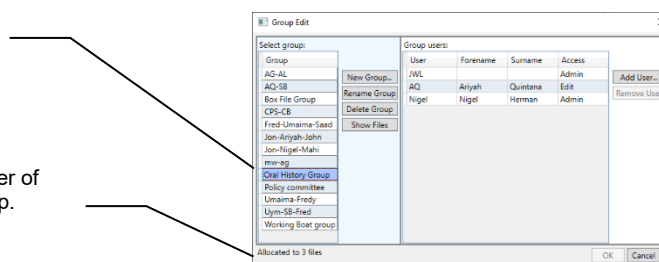 Group Edit
Select group:
Group
AG-AL
AQ-SB
Box File Group
CPS-CB
Fred-Umaima-Saad
Jon-Ariyah-John
Jon-Nigel-Mahi
mw-ag
Oral History Group
Policy committee
Umaima-Fredy
Uym-SB-Fred
Working Boat group
New Group...
Rename Group
Delete Group
Show Files
Group users:
User Forename Surname Access
JWL Admin
AQ Ariyah Quintana Edit
Nigel Nigel Herman Admin
Add User...
Remove Use
er of
p.
Allocated to 3 files
OK Cancel